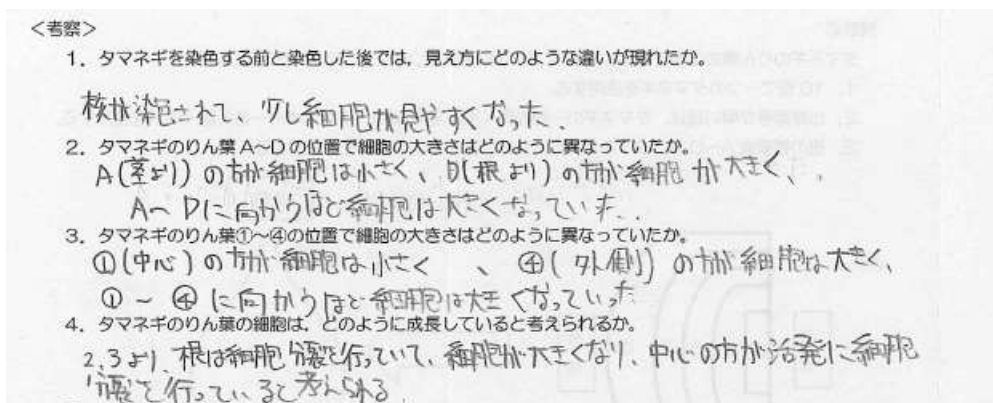 <考察>
1. タマネギを染色する前と染色した後では，見え方にどのような違いが現れたか。
核が染色されて、少し細胞が見やすくなった.
2. タマネギのりん葉A～Dの位置で細胞の大きさはどのように異なっていたか。
A(茎より)の方が細胞は小さく、D(根より)の方が細胞が大きく、
A～Dに向かうほど細胞は大きくなっていた.
3. タマネギのりん葉①～④の位置で細胞の大きさはどのように異なっていたか。
①(中心)の方が細胞は小さく、④(外側)の方が細胞は大きく、
①～④に向かうほど細胞は大きくなっていった
4. タマネギのりん葉の細胞は，どのように成長していると考えられるか。
2,3より、根は細胞分裂を行っていて、細胞が大きくなり、中心の方が活発に細胞
分裂を行っていると考えられる